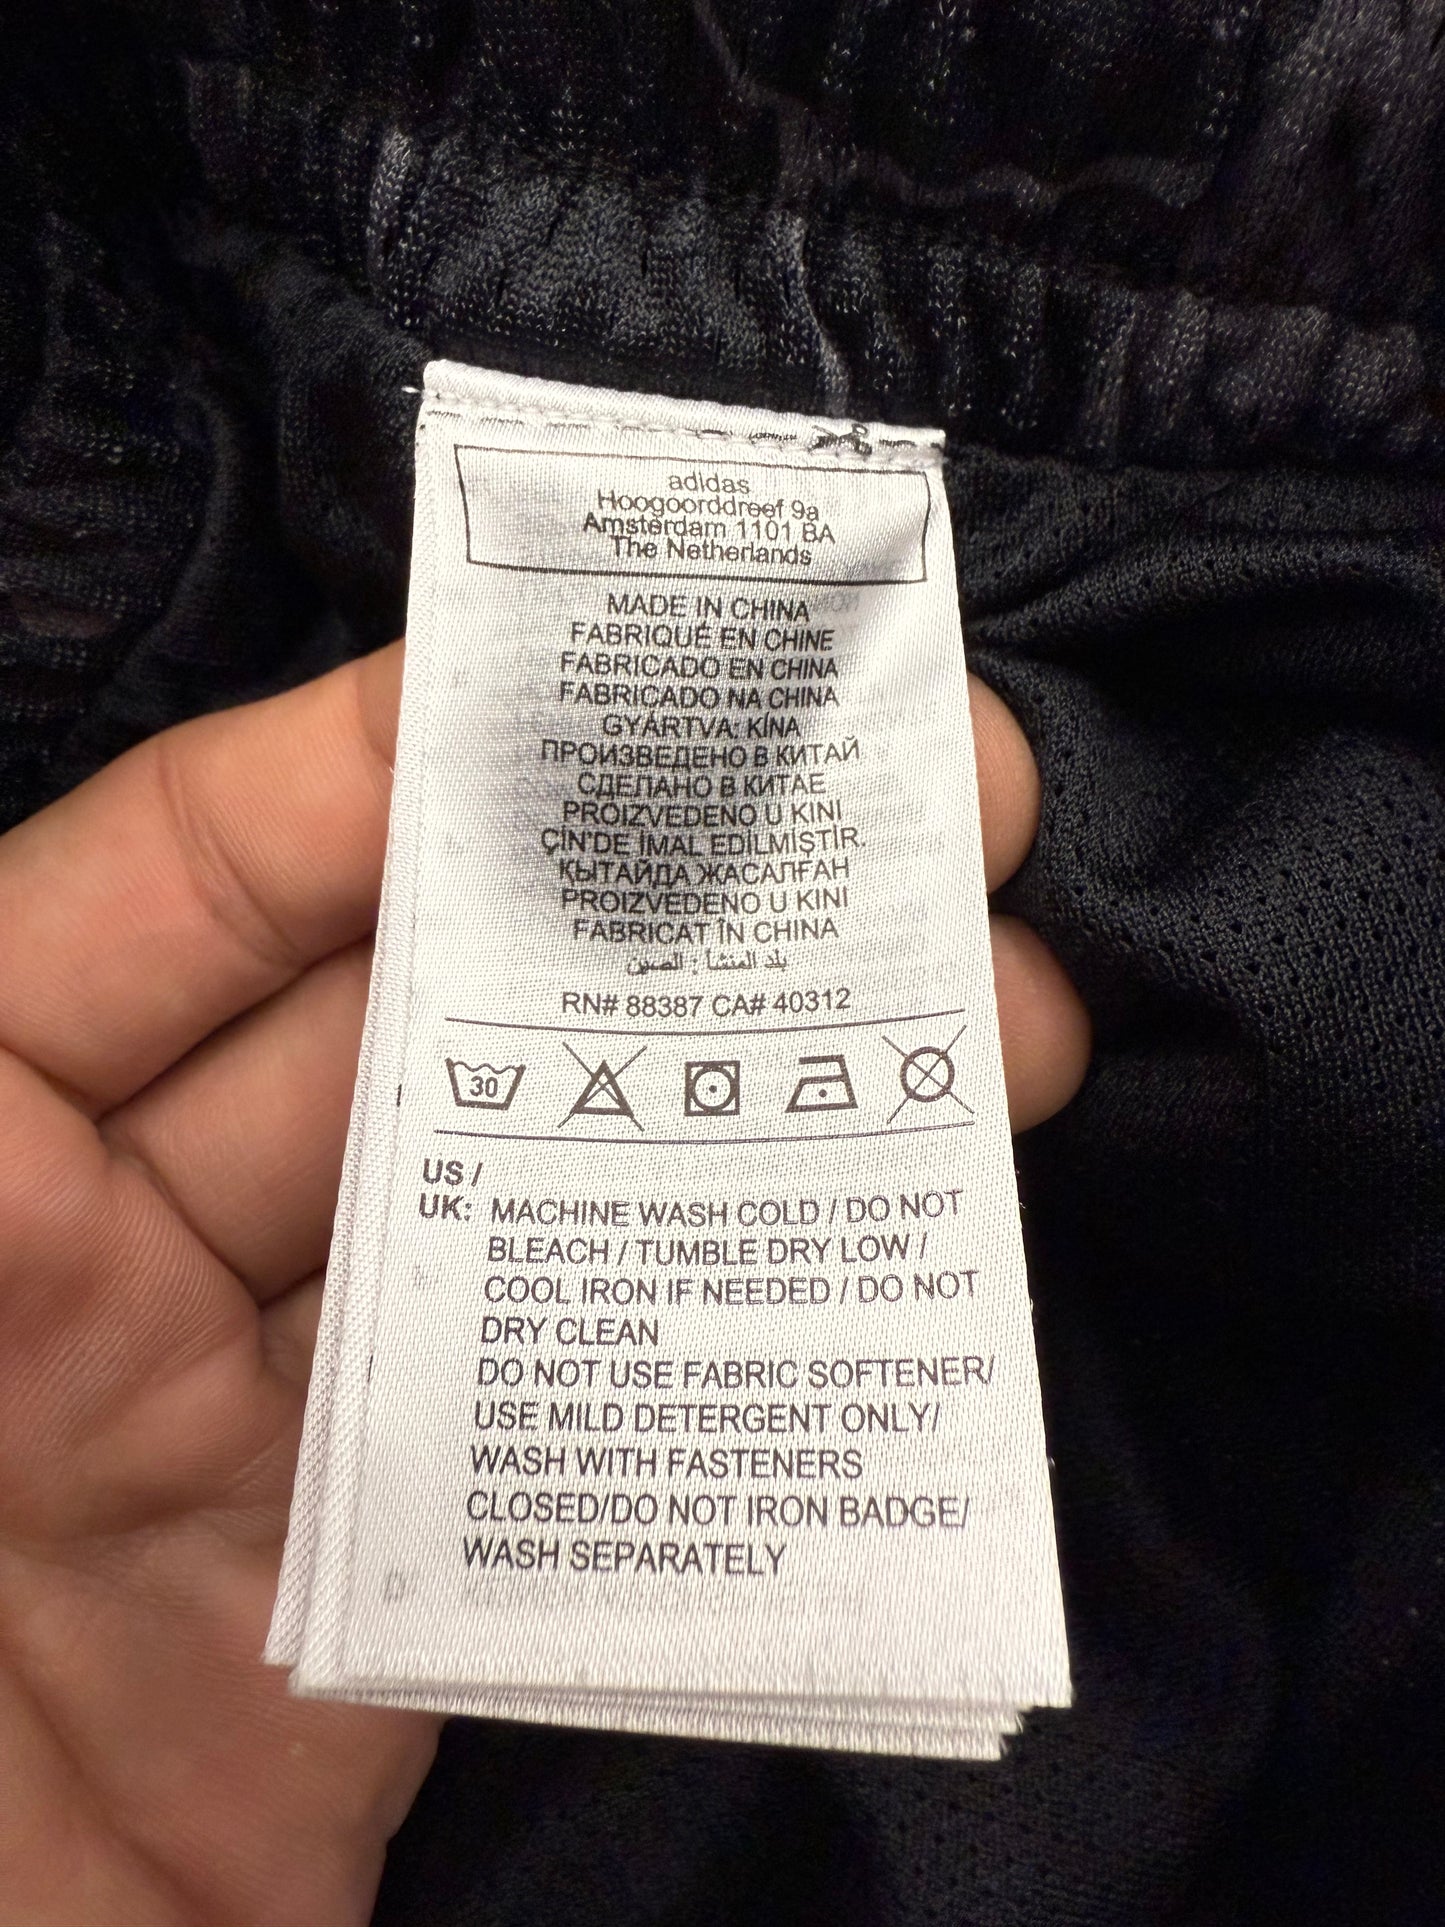 adidas
Hoogoorddreef 9a
Amsterdam 1101 BA
The Netherlands
MADE IN CHINA
FABRIQUÉ EN CHINE
FABRICADO EN CHINA
FABRICADO NA CHINA
GYÁRTVA: KÍNA
ПРОИЗВЕДЕНО В КИТАЙ
СДЕЛАНО В КИТАЕ
PROIZVEDENO U KINI
ÇİN'DE İMAL EDİLMİŞTİR.
ҚЫТАЙДА ЖАСАЛҒАН
PROIZVEDENO U KINI
FABRICAT ÎN CHINA
بلد المنشأ : الصين
RN# 88387 CA# 40312
30
US /
UK: MACHINE WASH COLD / DO NOT
BLEACH / TUMBLE DRY LOW /
COOL IRON IF NEEDED / DO NOT
DRY CLEAN
DO NOT USE FABRIC SOFTENER/
USE MILD DETERGENT ONLY/
WASH WITH FASTENERS
CLOSED/DO NOT IRON BADGE/
WASH SEPARATELY